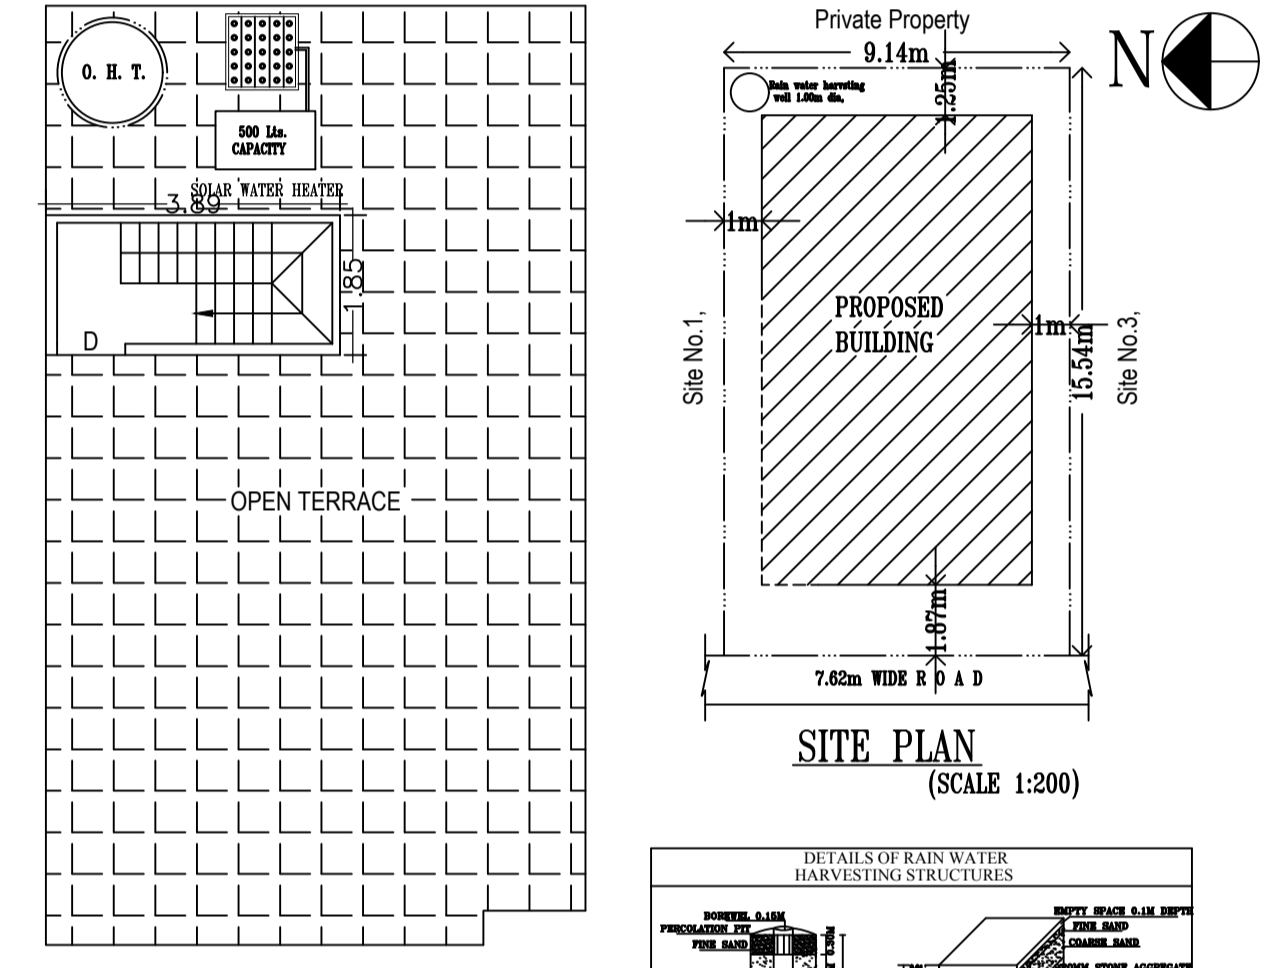 O. H. T.
500 Lts.
CAPACITY
SOLAR WATER HEATER
3.89
1.85
D
OPEN TERRACE
Private Property
9.14m
N
Rain water harvsting
well 1.00m dia,
1.25m
1m
PROPOSED
BUILDING
1m
15.54m
Site No.1,
Site No.3,
1.87m
7.62m WIDE R O A D
SITE PLAN
(SCALE 1:200)
DETAILS OF RAIN WATER
HARVESTING STRUCTURES
BOREWEL 0.15M
PERCOLATION PIT
FINE SAND
EMPTY SPACE 0.1M DEPTH
FINE SAND
COARSE SAND
STONE AGGREGATE